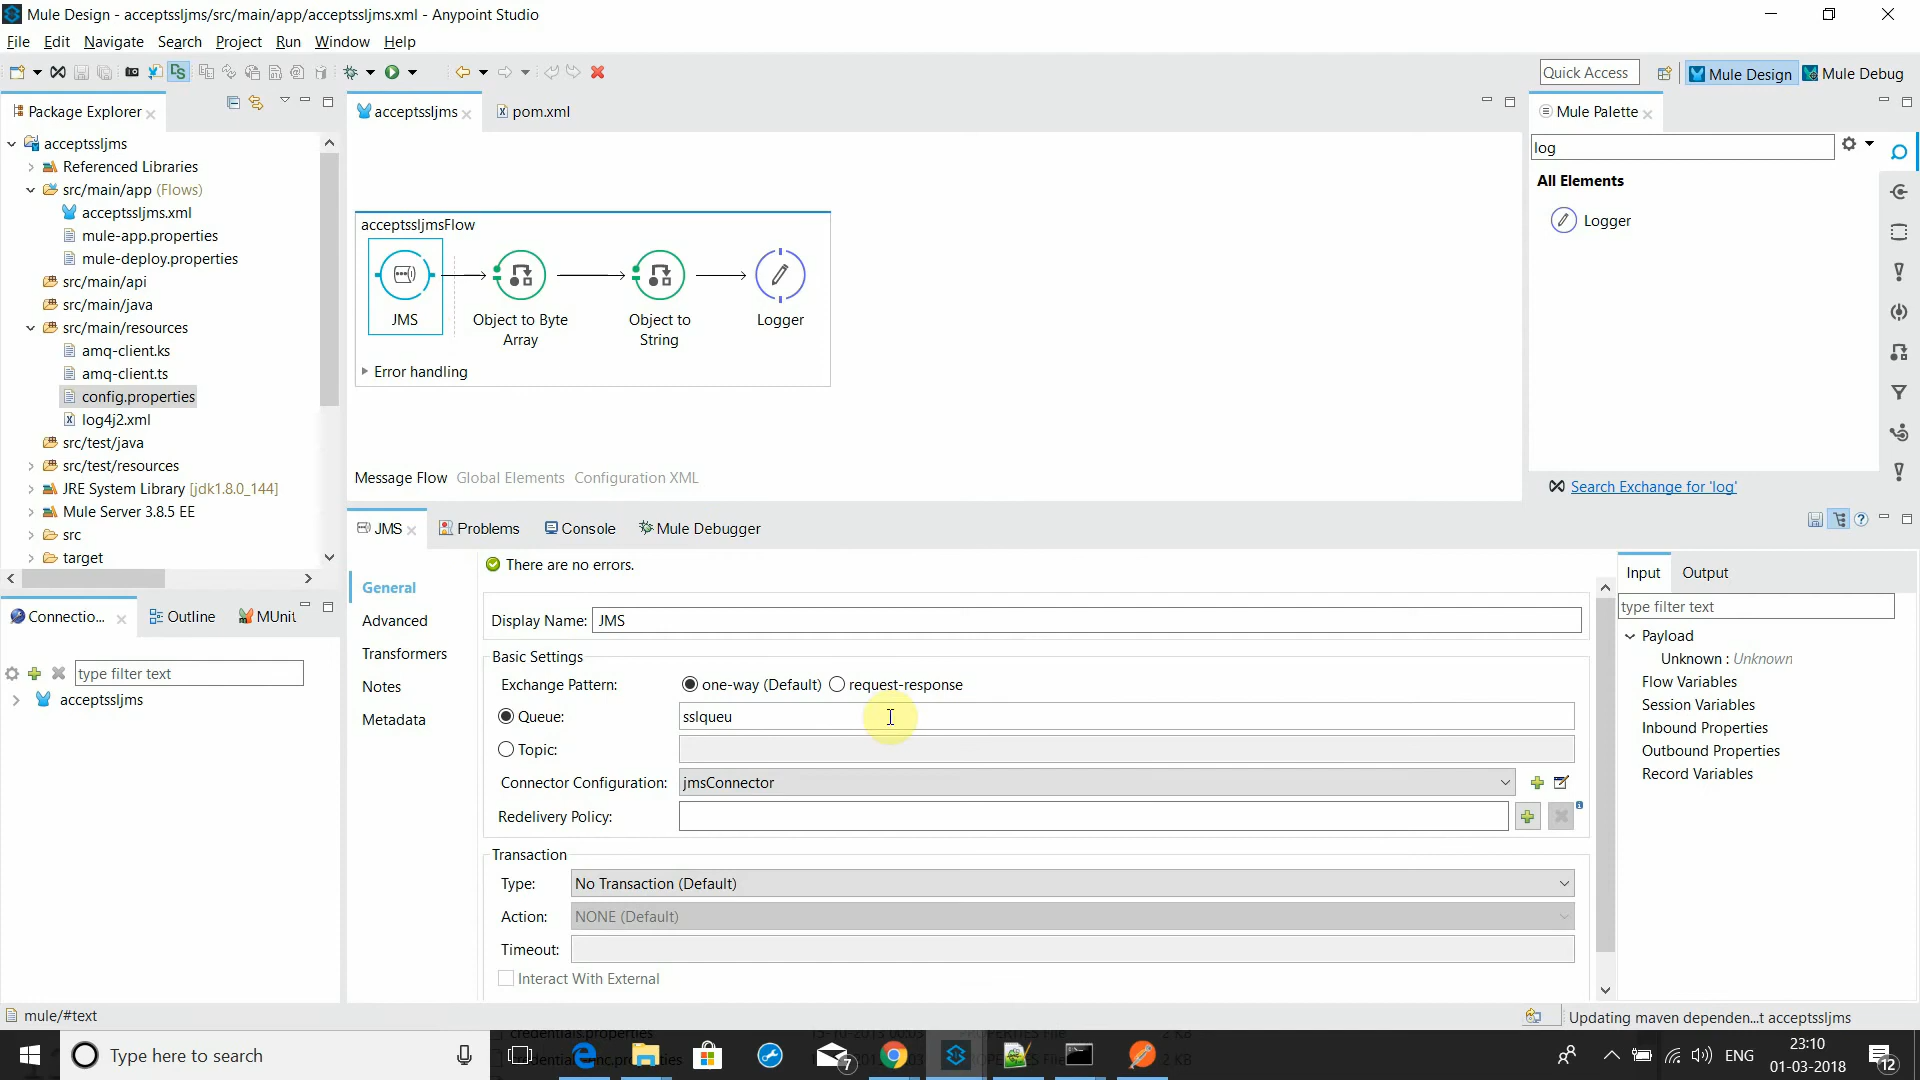 Mule Design - acceptssljms/src/main/app/acceptssljms.xml - Anypoint Studio
File Edit Navigate Search Project Run Window Help
Quick Access
Mule Design
Mule Debug
Package Explorer
acceptssljms
Referenced Libraries
src/main/app (Flows)
acceptssljms.xml
mule-app.properties
mule-deploy.properties
src/main/api
src/main/java
src/main/resources
amq-client.ks
amq-client.ts
config.properties
log4j2.xml
src/test/java
src/test/resources
JRE System Library [jdk1.8.0_144]
Mule Server 3.8.5 EE
src
target
acceptssljms
pom.xml
acceptssljmsFlow
JMS
Object to Byte
Array
Object to
String
Logger
Error handling
Message Flow Global Elements Configuration XML
Mule Palette
log
All Elements
Logger
Search Exchange for 'log'
Connectio...
Outline
MUnit
type filter text
acceptssljms
JMS
Problems
Console
Mule Debugger
General
Advanced
Transformers
Notes
Metadata
There are no errors.
Display Name: JMS
Basic Settings
Exchange Pattern: one-way (Default) request-response
Queue: sslqueu
Topic:
Connector Configuration: jmsConnector
Redelivery Policy:
Transaction
Type: No Transaction (Default)
Action: NONE (Default)
Timeout:
Interact With External
Input
Output
type filter text
Payload
Unknown : Unknown
Flow Variables
Session Variables
Inbound Properties
Outbound Properties
Record Variables
mule/#text
Updating maven dependen...t acceptssljms
Type here to search
7
ENG
23:10
01-03-2018
12